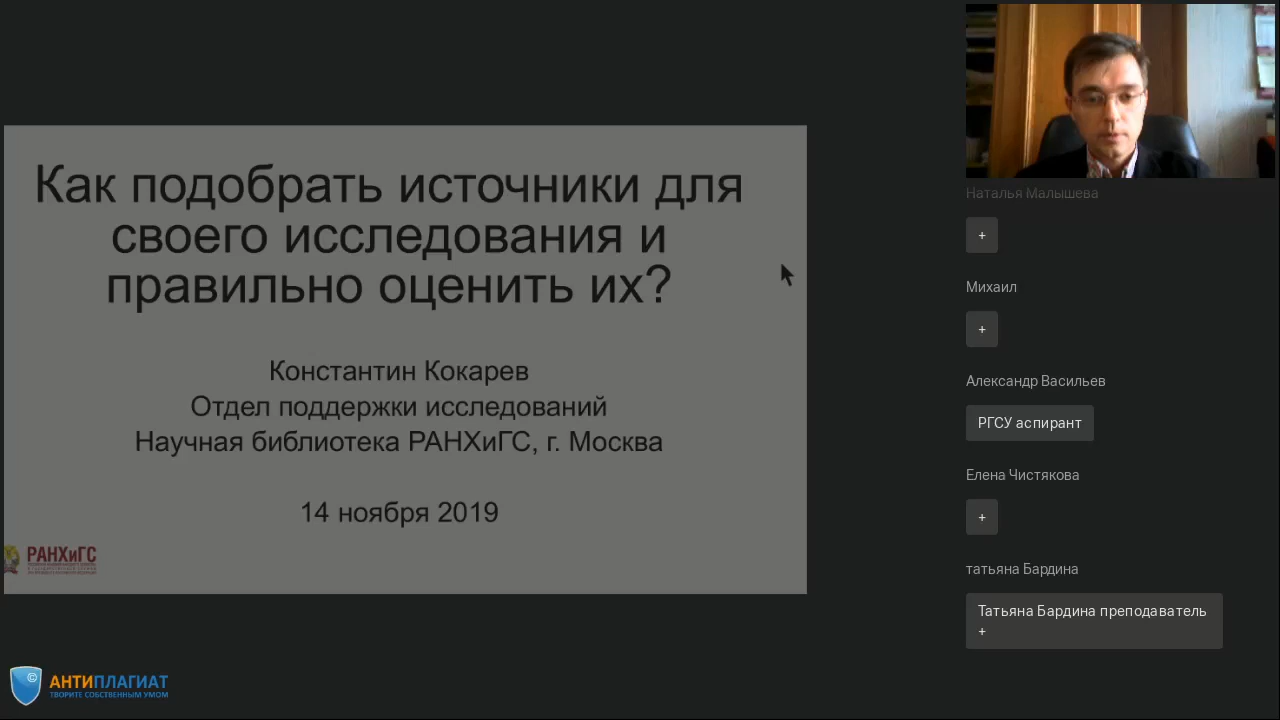 Как подобрать источники для
своего исследования и
правильно оценить их?
Константин Кокарев
Отдел поддержки исследований
Научная библиотека РАНХиГС, г. Москва
14 ноября 2019
РАНХиГС
©
АНТИПЛАГИАТ
ТВОРИТЕ СОБСТВЕННЫМ УМОМ
Наталья Малышева
+
Михаил
+
Александр Васильев
РГСУ аспирант
Елена Чистякова
+
татьяна Бардина
Татьяна Бардина преподаватель
+